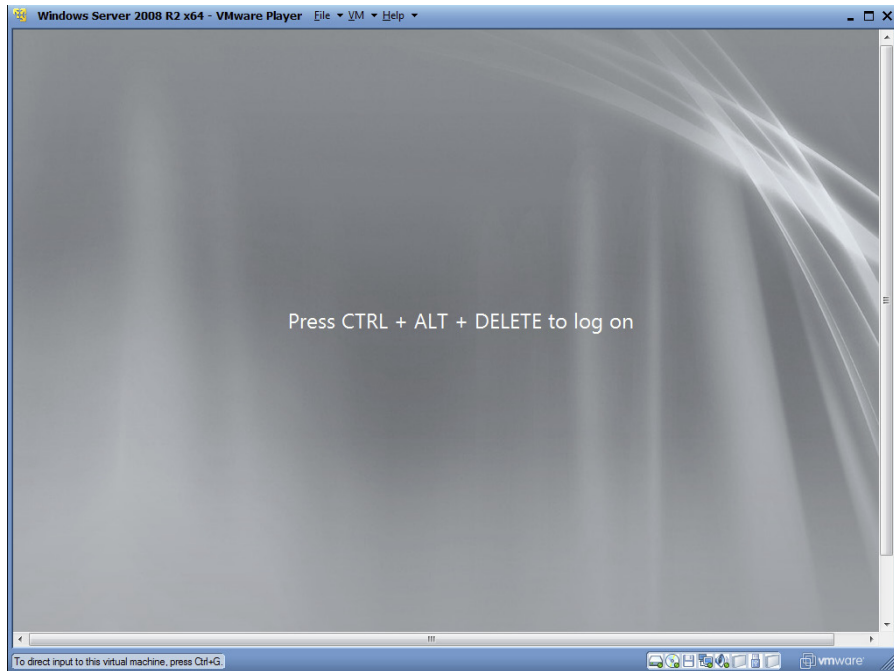 Windows Server 2008 R2 x64 - VMware Player File VM Help
Press CTRL + ALT + DELETE to log on
To direct input to this virtual machine, press Ctrl+G.
vmware